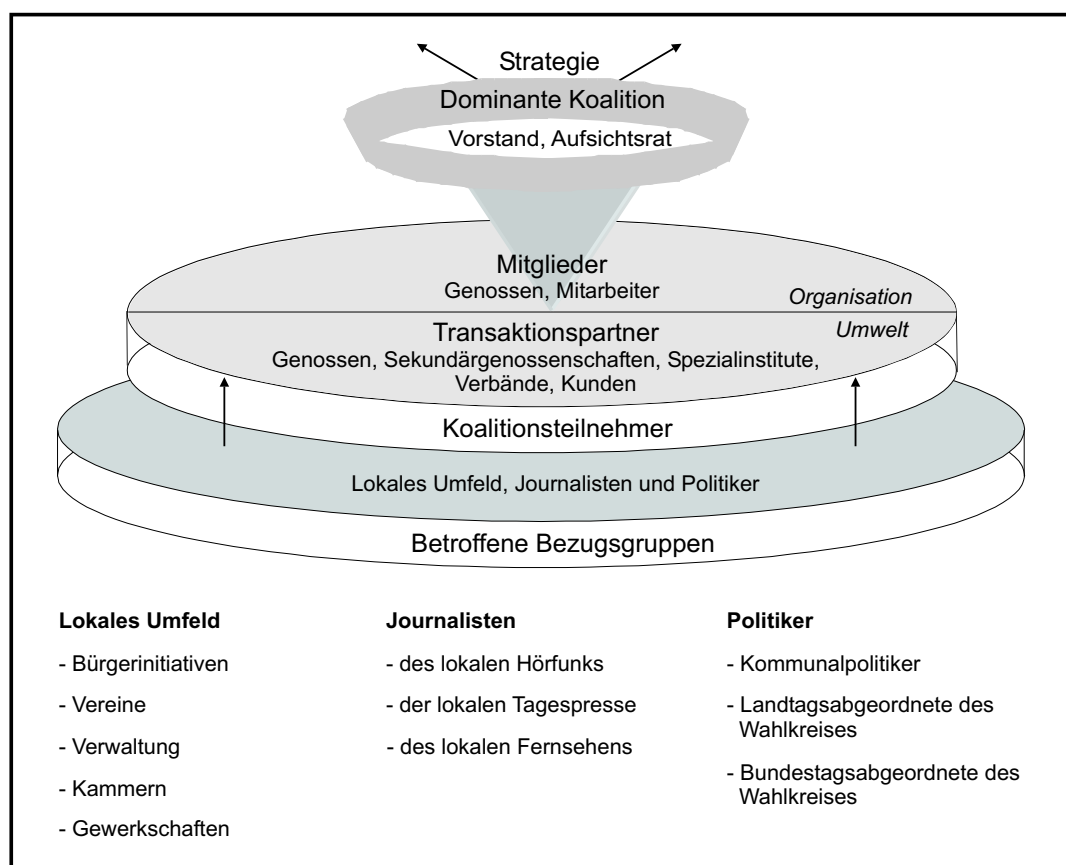 Strategie
Dominante Koalition
Vorstand, Aufsichtsrat
Mitglieder
Genossen, Mitarbeiter
Organisation
Umwelt
Transaktionspartner
Genossen, Sekundärgenossenschaften, Spezialinstitute,
Verbände, Kunden
Koalitionsteilnehmer
Lokales Umfeld, Journalisten und Politiker
Betroffene Bezugsgruppen
Lokales Umfeld
- Bürgerinitiativen
- Vereine
- Verwaltung
- Kammern
- Gewerkschaften
Journalisten
- des lokalen Hörfunks
- der lokalen Tagespresse
- des lokalen Fernsehens
Politiker
- Kommunalpolitiker
- Landtagsabgeordnete des
Wahlkreises
- Bundestagsabgeordnete des
Wahlkreises